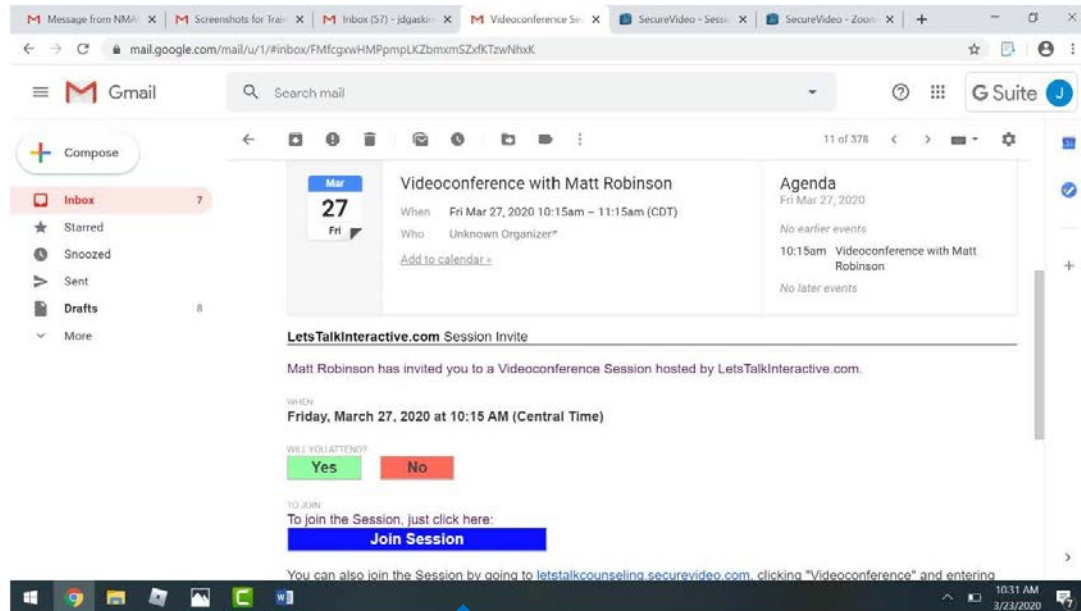 Message from NMA
Screenshots for Trai
Inbox (57) - jdgaskin
Videoconference Se
SecureVideo - Sessi
SecureVideo - Zoom
mail.google.com/mail/u/1/#inbox/FMfcgxwHMPpmpLKZbmxmSZxfKTzwNhxK
Gmail
Search mail
G Suite
J
Compose
11 of 378
Inbox 7
Starred
Snoozed
Sent
Drafts 8
More
Mar
27
Fri
Videoconference with Matt Robinson
When Fri Mar 27, 2020 10:15am – 11:15am (CDT)
Who Unknown Organizer*
Add to calendar »
Agenda
Fri Mar 27, 2020
No earlier events
10:15am Videoconference with Matt
Robinson
No later events
LetsTalkInteractive.com Session Invite
Matt Robinson has invited you to a Videoconference Session hosted by LetsTalkInteractive.com.
WHEN:
Friday, March 27, 2020 at 10:15 AM (Central Time)
WILL YOU ATTEND?
Yes No
TO JOIN:
To join the Session, just click here:
Join Session
You can also join the Session by going to letstalkcounseling.securevideo.com, clicking "Videoconference" and entering
10:31 AM
3/23/2020